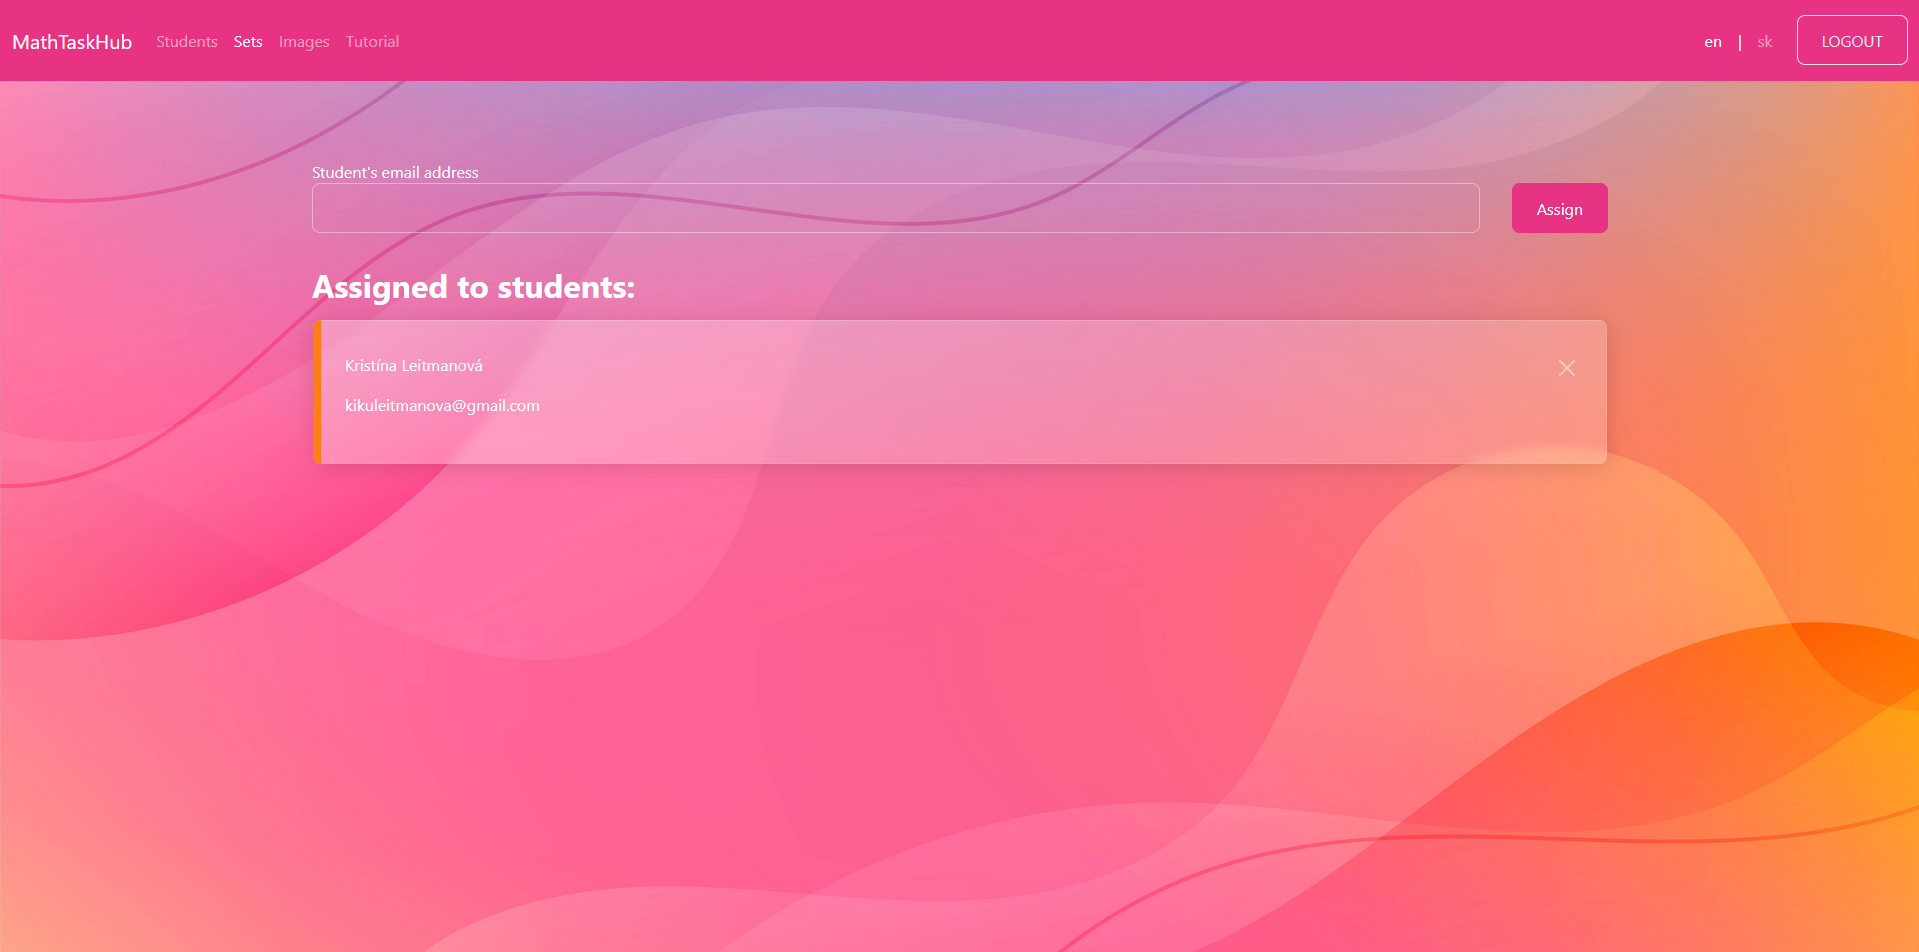 MathTaskHub Students Sets Images Tutorial en | sk LOGOUT
Student's email address
Assign
Assigned to students:
Kristína Leitmanová
kikuleitmanova@gmail.com